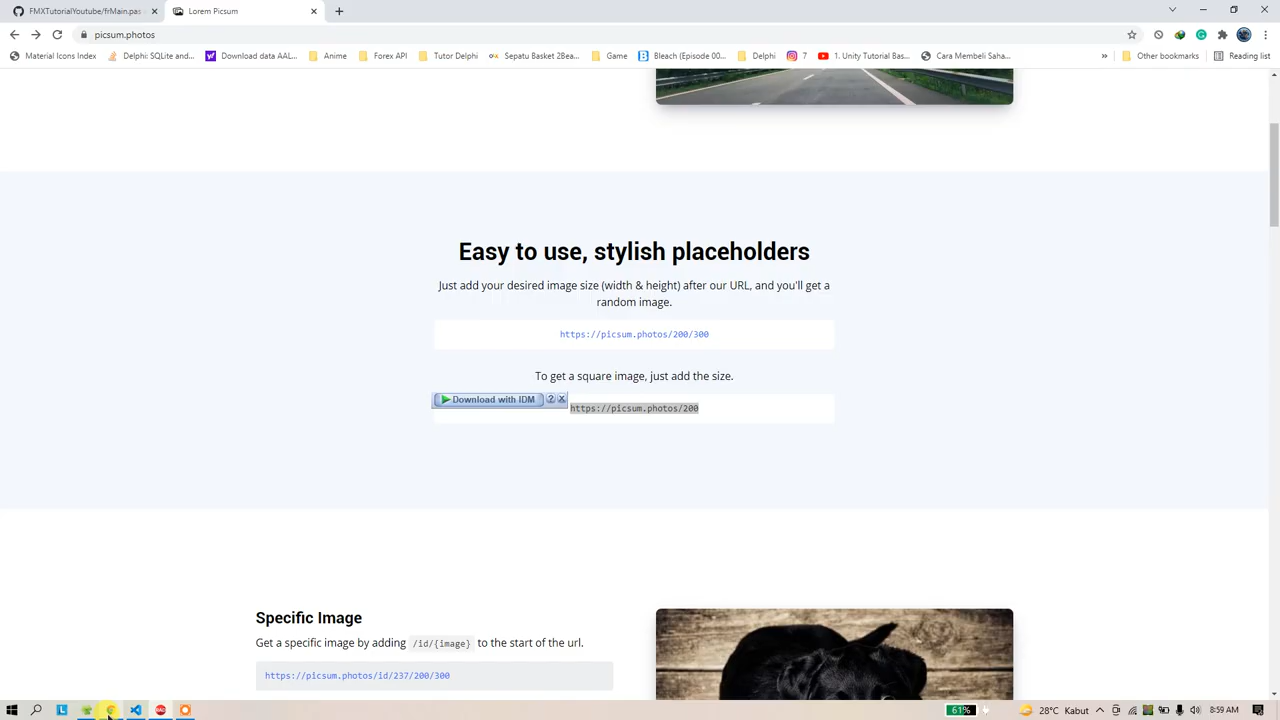 FMXTutorialYoutube/frMain.pas
Lorem Picsum
picsum.photos
Material Icons Index
Delphi: SQLite and...
Download data AAL...
Anime
Forex API
Tutor Delphi
Sepatu Basket 2Bea...
Game
Bleach (Episode 00...
Delphi
7
1. Unity Tutorial Bas...
Cara Membeli Saha...
»
Other bookmarks
Reading list
Easy to use, stylish placeholders
Just add your desired image size (width & height) after our URL, and you'll get a
random image.
https://picsum.photos/200/300
To get a square image, just add the size.
Download with IDM ? X
https://picsum.photos/200
Specific Image
Get a specific image by adding /id/{image} to the start of the url.
https://picsum.photos/id/237/200/300
61%
28°C Kabut
8:59 AM